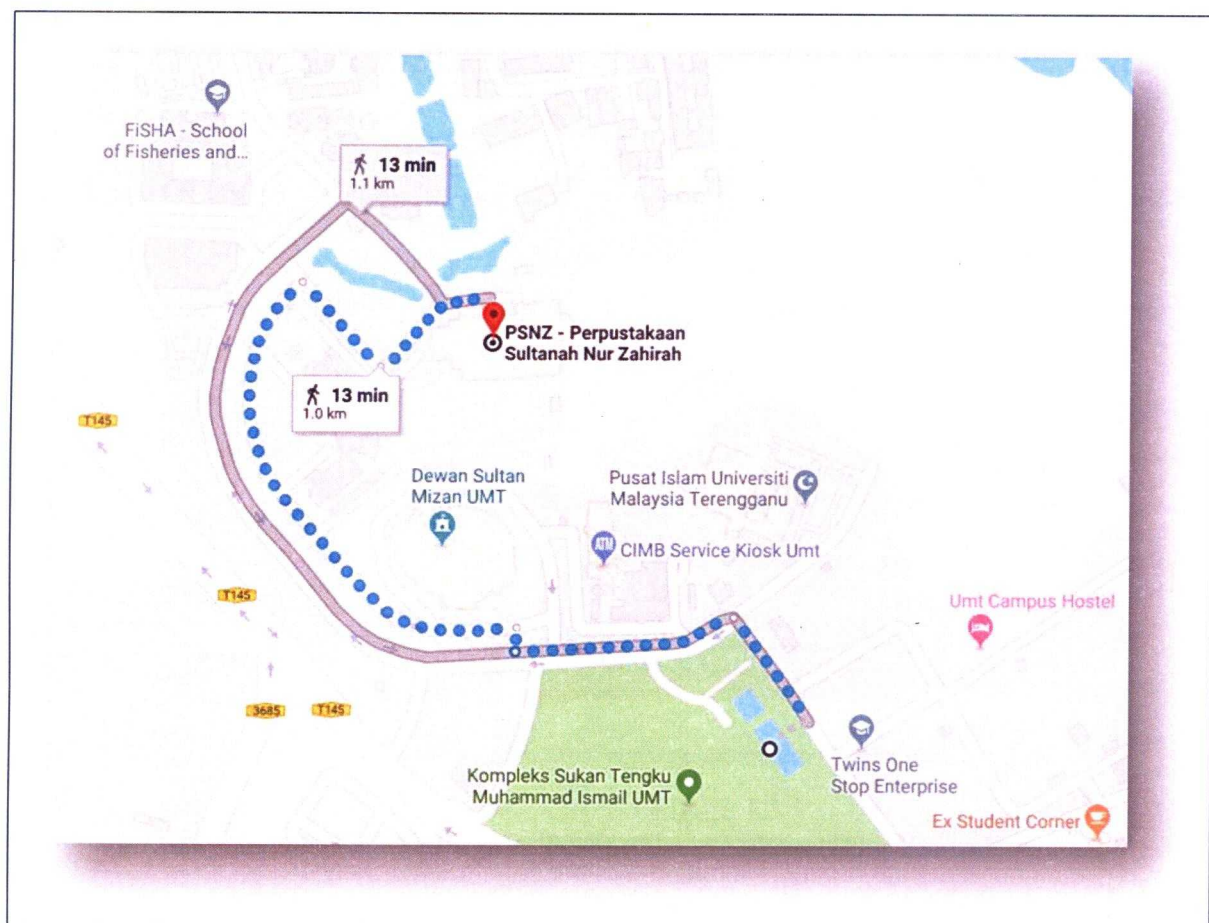 FiSHA - School
of Fisheries and...
13 min
1.1 km
PSNZ - Perpustakaan
Sultanah Nur Zahirah
13 min
1.0 km
T145
Dewan Sultan
Mizan UMT
Pusat Islam Universiti
Malaysia Terengganu
ATM
CIMB Service Kiosk Umt
T145
Umt Campus Hostel
3685
T145
Twins One
Stop Enterprise
Kompleks Sukan Tengku
Muhammad Ismail UMT
Ex Student Corner